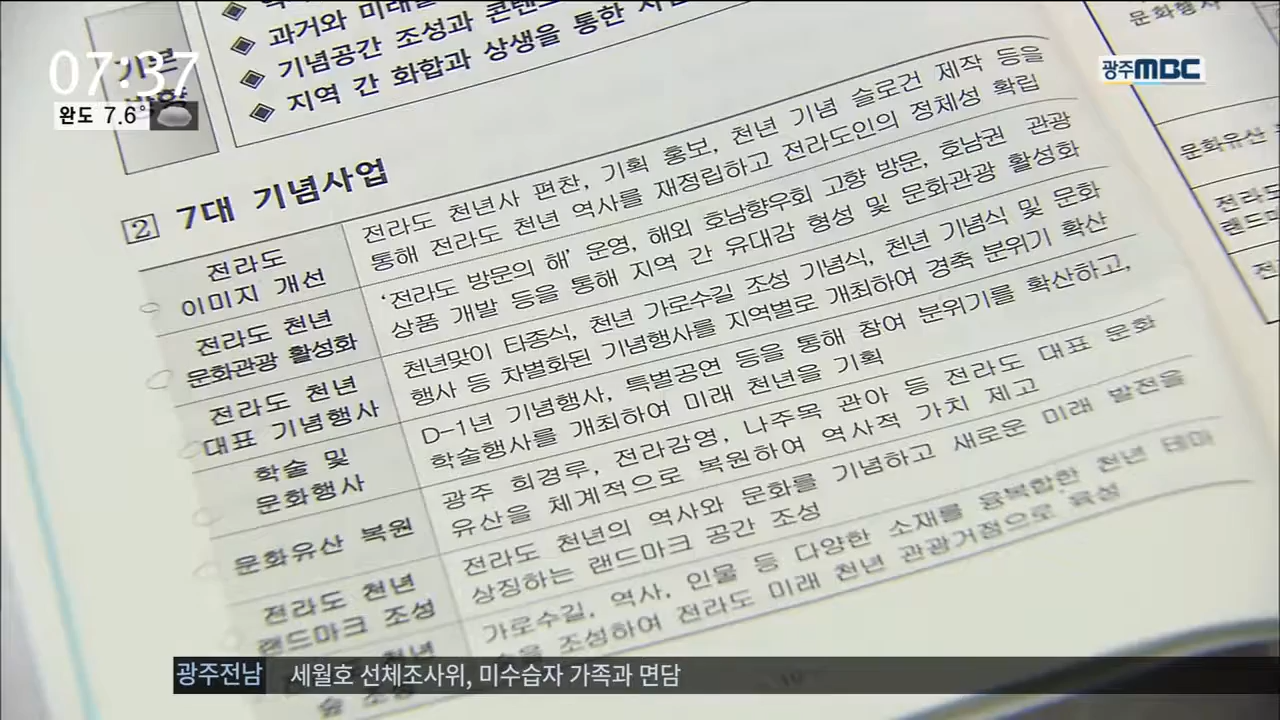 07:37
완도 7.6°
광주MBC
과거와 미래를
◈ 기념공간 조성과 콘텐츠
◈ 지역 간 화합과 상생을 통한
문화행사
문화유산
전라도
2 7대 기념사업
전라도
이미지 개선
전라도 천년사 편찬, 기획 홍보, 천년 기념 슬로건 제작 등을
통해 전라도 천년 역사를 재정립하고 전라도인의 정체성 확립
전라도 천년
문화관광 활성화
‘전라도 방문의 해’ 운영, 해외 호남향우회 고향 방문, 호남권 관광
상품 개발 등을 통해 지역 간 유대감 형성 및 문화관광 활성화
전라도 천년
대표 기념행사
천년맞이 타종식, 천년 가로수길 조성 기념식, 천년 기념식 및 문화
행사 등 차별화된 기념행사를 지역별로 개최하여 경축 분위기 확산
학술 및
문화행사
D-1년 기념행사, 특별공연 등을 통해 참여 분위기를 확산하고,
학술행사를 개최하여 미래 천년을 기획
문화유산 복원
광주 희경루, 전라감영, 나주목 관아 등 전라도 대표 문화
유산을 체계적으로 복원하여 역사적 가치 제고
전라도 천년
랜드마크 조성
전라도 천년의 역사와 문화를 기념하고 새로운 미래 발전을
상징하는 랜드마크 공간 조성
천년
숲 조성
가로수길, 역사, 인물 등 다양한 소재를 융복합한 천년 테마
숲을 조성하여 전라도 미래 천년 관광거점으로 육성
광주전남 세월호 선체조사위, 미수습자 가족과 면담